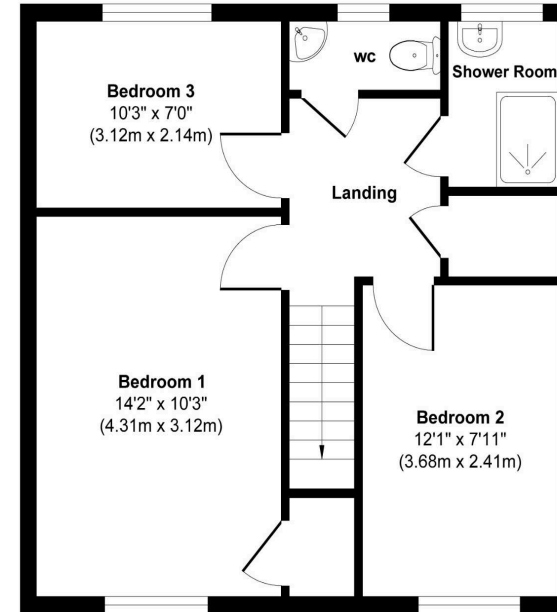 Bedroom 3
10'3" x 7'0"
(3.12m x 2.14m)
wc
Shower Room
Landing
Bedroom 1
14'2" x 10'3"
(4.31m x 3.12m)
Bedroom 2
12'1" x 7'11"
(3.68m x 2.41m)